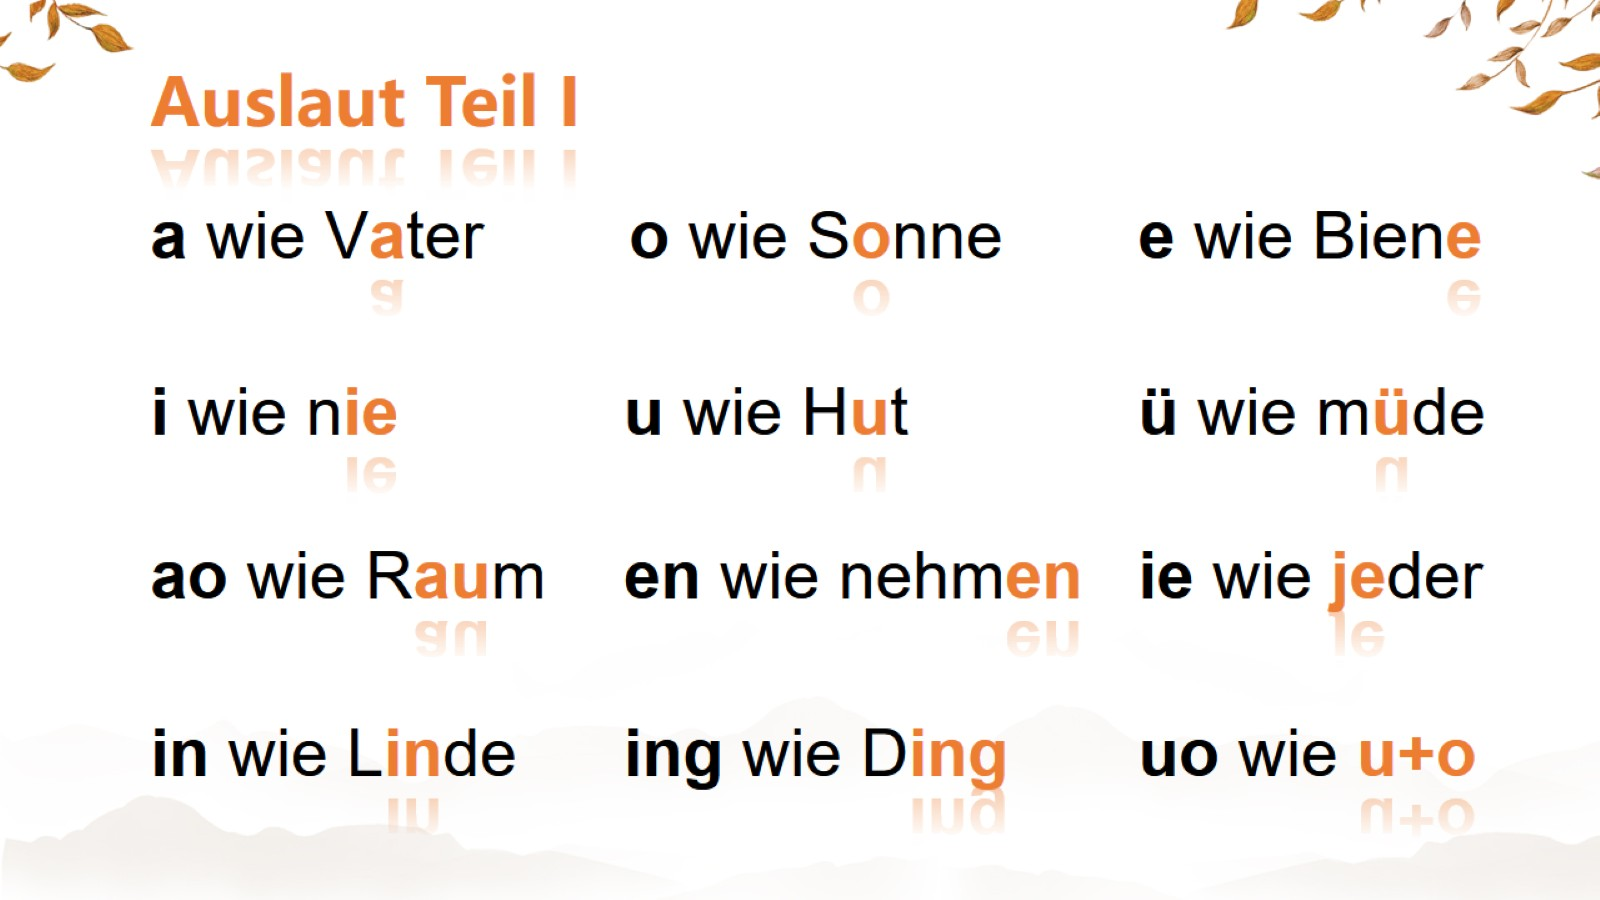 Auslaut Teil I
a wie Vater o wie Sonne e wie Biene
i wie nie u wie Hut ü wie müde
ao wie Raum en wie nehmen ie wie jeder
in wie Linde ing wie Ding uo wie u+o